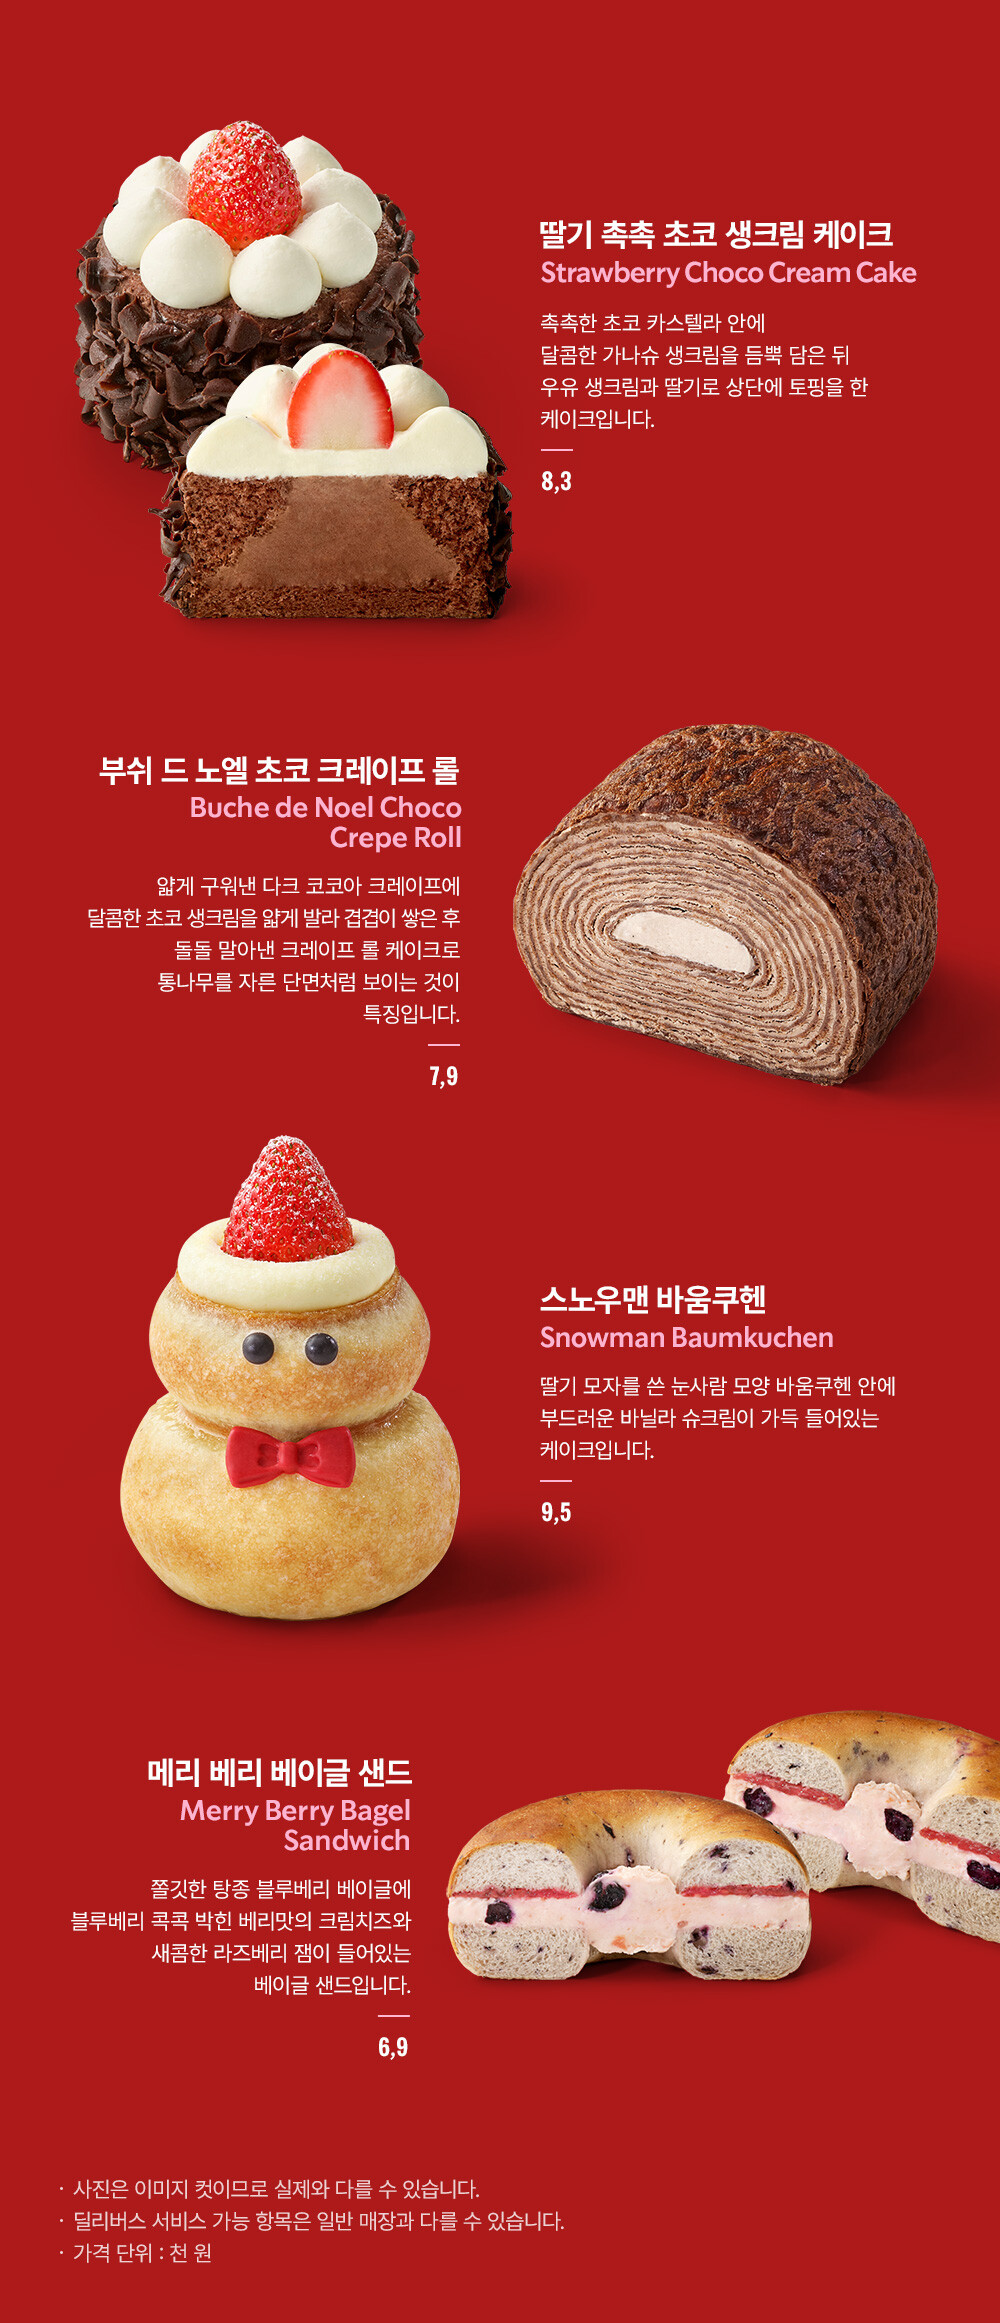 딸기 촉촉 초코 생크림 케이크
Strawberry Choco Cream Cake
촉촉한 초코 카스텔라 안에
달콤한 가나슈 생크림을 듬뿍 담은 뒤
우유 생크림과 딸기로 상단에 토핑을 한
케이크입니다.
8,3
부쉬 드 노엘 초코 크레이프 롤
Buche de Noel Choco
Crepe Roll
얇게 구워낸 다크 코코아 크레이프에
달콤한 초코 생크림을 얇게 발라 겹겹이 쌓은 후
돌돌 말아낸 크레이프 롤 케이크로
통나무를 자른 단면처럼 보이는 것이
특징입니다.
7,9
스노우맨 바움쿠헨
Snowman Baumkuchen
딸기 모자를 쓴 눈사람 모양 바움쿠헨 안에
부드러운 바닐라 슈크림이 가득 들어있는
케이크입니다.
9,5
메리 베리 베이글 샌드
Merry Berry Bagel
Sandwich
쫄깃한 탕종 블루베리 베이글에
블루베리 콕콕 박힌 베리맛의 크림치즈와
새콤한 라즈베리 잼이 들어있는
베이글 샌드입니다.
6,9
· 사진은 이미지 컷이므로 실제와 다를 수 있습니다.
· 딜리버스 서비스 가능 항목은 일반 매장과 다를 수 있습니다.
· 가격 단위 : 천 원